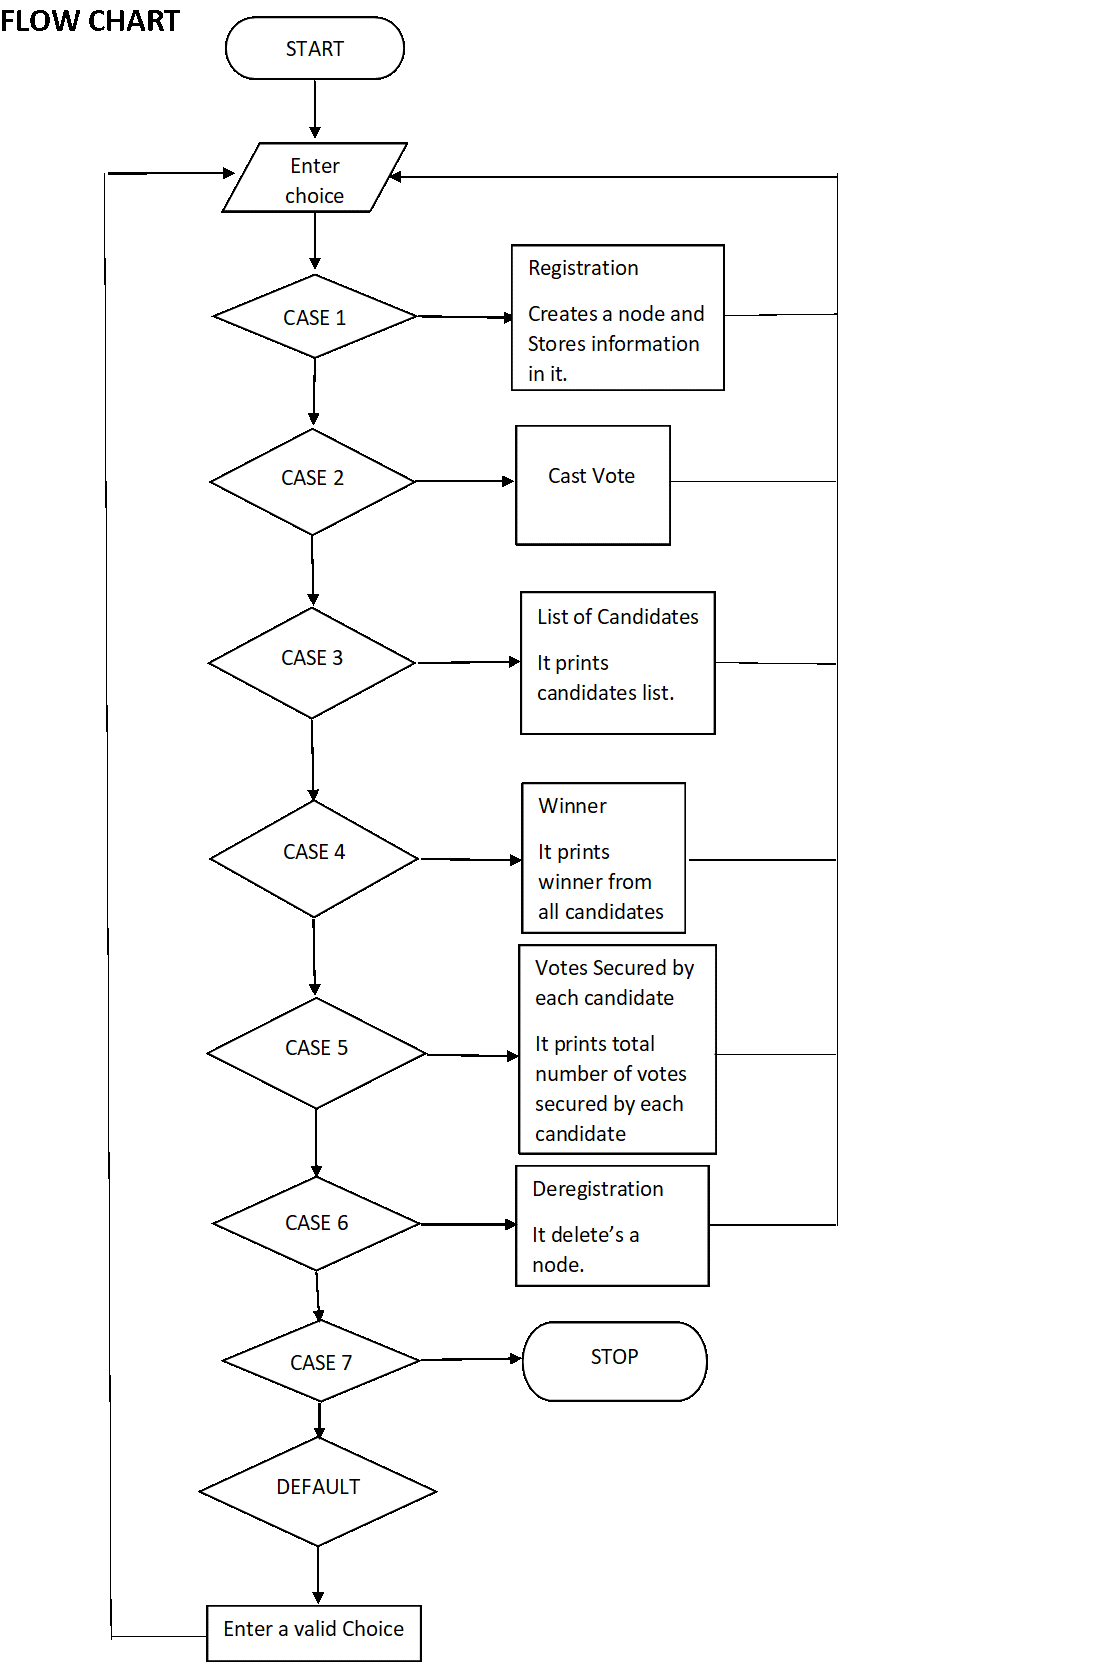 FLOW CHART
START
Enter
choice
CASE 1
Registration
Creates a node and
Stores information
in it.
CASE 2
Cast Vote
CASE 3
List of Candidates
It prints
candidates list.
CASE 4
Winner
It prints
winner from
all candidates
CASE 5
Votes Secured by
each candidate
It prints total
number of votes
secured by each
candidate
CASE 6
Deregistration
It delete’s a
node.
CASE 7
STOP
DEFAULT
Enter a valid Choice